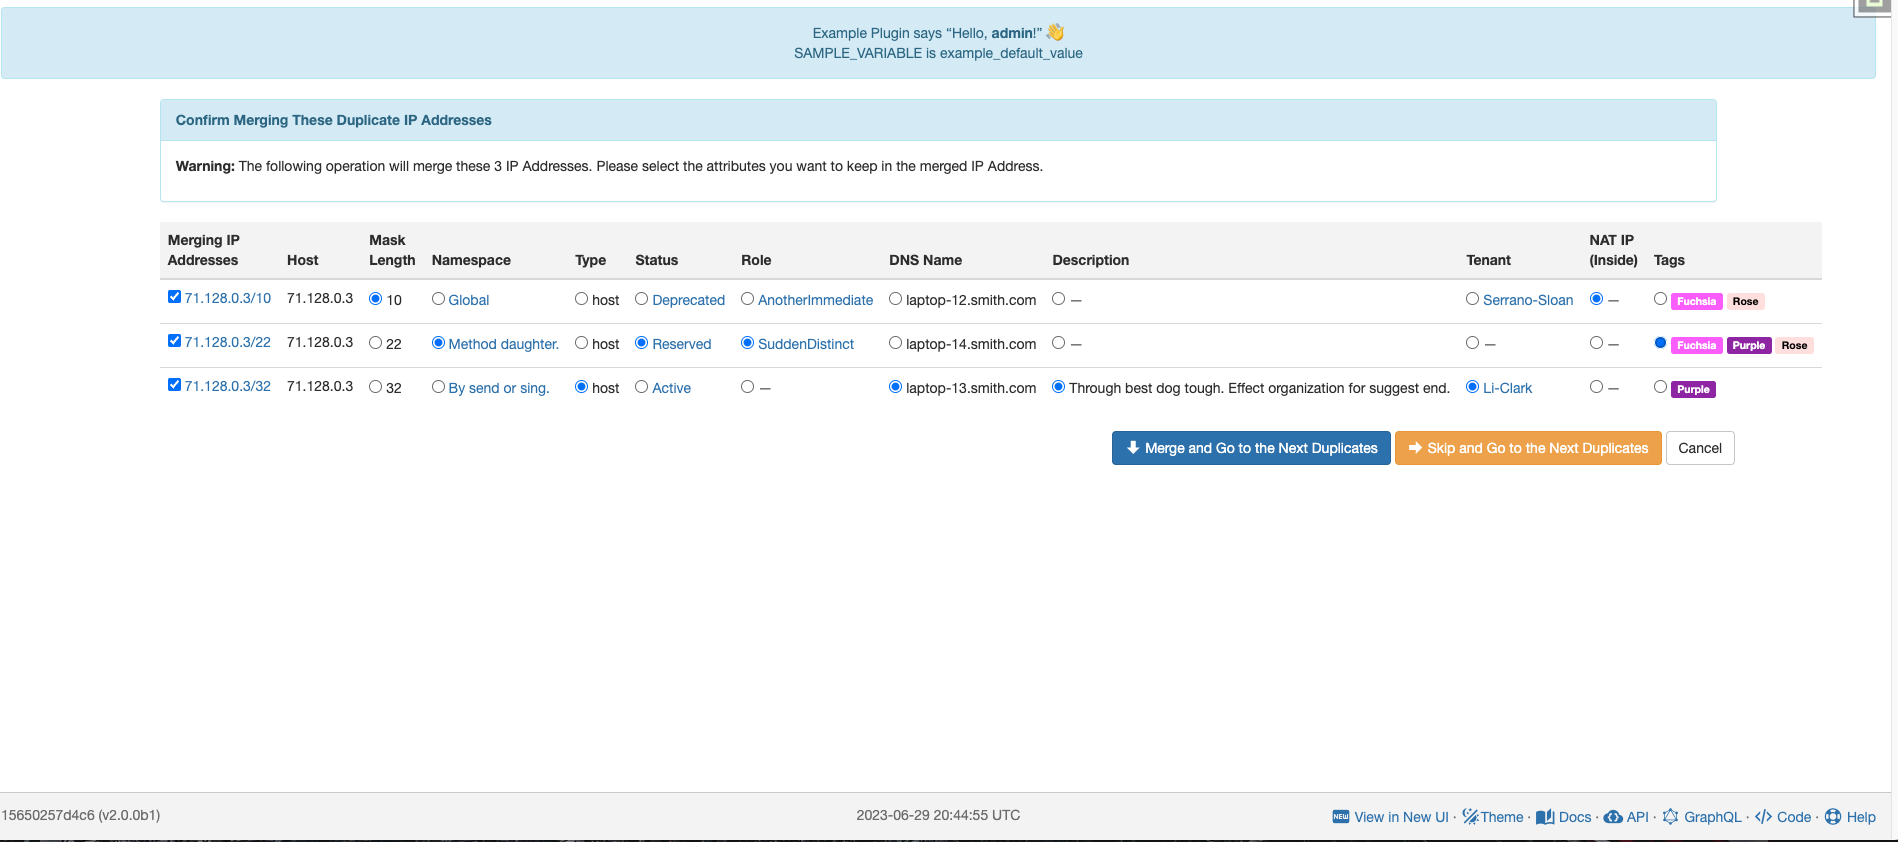 Example Plugin says “Hello, admin!” 👋
SAMPLE_VARIABLE is example_default_value
Confirm Merging These Duplicate IP Addresses
Warning: The following operation will merge these 3 IP Addresses. Please select the attributes you want to keep in the merged IP Address.
Merging IP Addresses Host Mask Length Namespace Type Status Role DNS Name Description Tenant NAT IP (Inside) Tags
71.128.0.3/10 71.128.0.3 10 Global host Deprecated AnotherImmediate laptop-12.smith.com — Serrano-Sloan — Fuchsia Rose
71.128.0.3/22 71.128.0.3 22 Method daughter. host Reserved SuddenDistinct laptop-14.smith.com — — — Fuchsia Purple Rose
71.128.0.3/32 71.128.0.3 32 By send or sing. host Active — laptop-13.smith.com Through best dog tough. Effect organization for suggest end. Li-Clark — Purple
Merge and Go to the Next Duplicates Skip and Go to the Next Duplicates Cancel
15650257d4c6 (v2.0.0b1) 2023-06-29 20:44:55 UTC NEW View in New UI · Theme · Docs · API · GraphQL · Code · Help